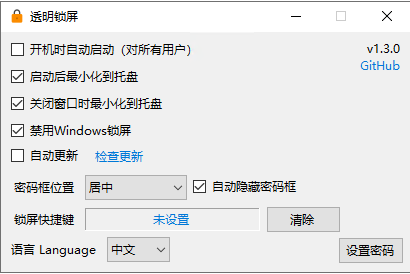 透明锁屏
开机时自动启动（对所有用户） v1.3.0
启动后最小化到托盘 GitHub
关闭窗口时最小化到托盘
禁用Windows锁屏
自动更新 检查更新
密码框位置 居中 自动隐藏密码框
锁屏快捷键 未设置 清除
语言 Language 中文 设置密码